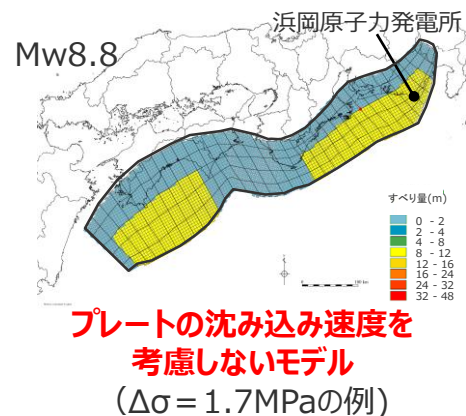 浜岡原子力発電所
Mw8.8
すべり量(m)
0 - 2
2 - 4
4 - 8
8 - 12
12 - 16
16 - 24
24 - 32
32 - 48
プレートの沈み込み速度を
考慮しないモデル
(Δσ＝1.7MPaの例)